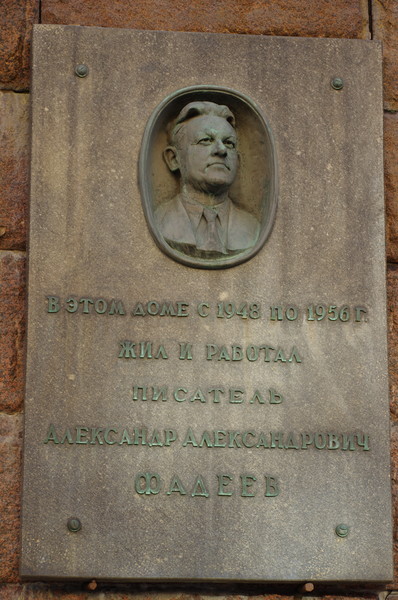 В ЭТОМ ДОМЕ С 1948 ПО 1956 Г.
ЖИЛ И РАБОТАЛ
ПИСАТЕЛЬ
АЛЕКСАНДР АЛЕКСАНДРОВИЧ
ФАДЕЕВ